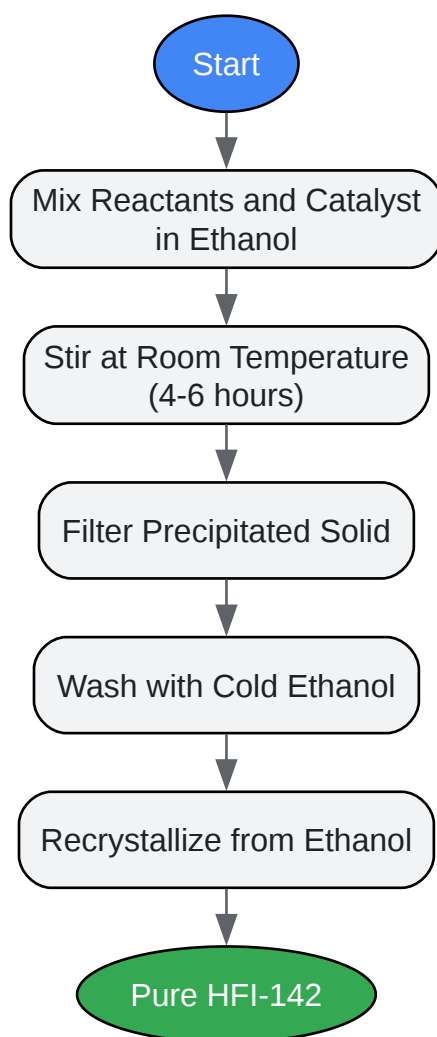 Start
Mix Reactants and Catalyst
in Ethanol
Stir at Room Temperature
(4-6 hours)
Filter Precipitated Solid
Wash with Cold Ethanol
Recrystallize from Ethanol
Pure HFI-142